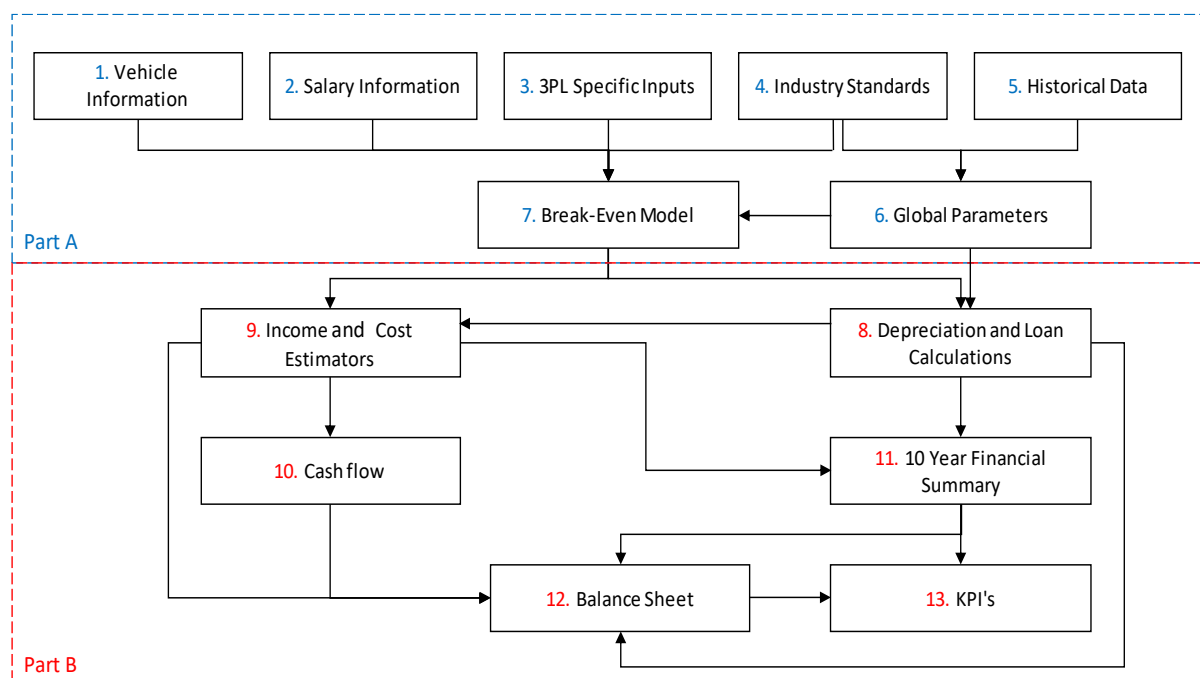 1. Vehicle
Information
2. Salary Information
3. 3PL Specific Inputs
4. Industry Standards
5. Historical Data
7. Break-Even Model
6. Global Parameters
Part A
9. Income and Cost
Estimators
8. Depreciation and Loan
Calculations
10. Cash flow
11. 10 Year Financial
Summary
12. Balance Sheet
13. KPI's
Part B